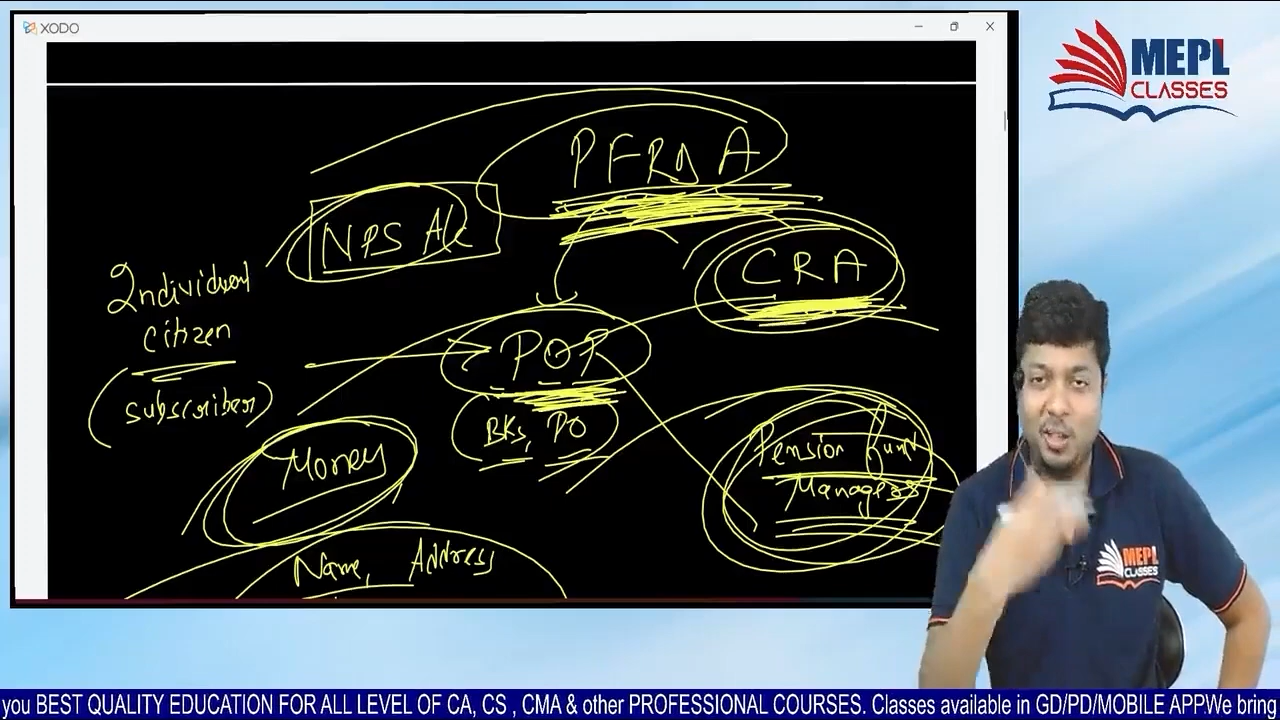 XODO
MEPL
CLASSES
PFRDA
NPS A/c
CRA
Individual
citizen
(subscriber)
POP
BKs, PO
Money
Pension fund
Managers
Name, Address
MEPL
CLASSES
you BEST QUALITY EDUCATION FOR ALL LEVEL OF CA, CS , CMA & other PROFESSIONAL COURSES. Classes available in GD/PD/MOBILE APPWe bring